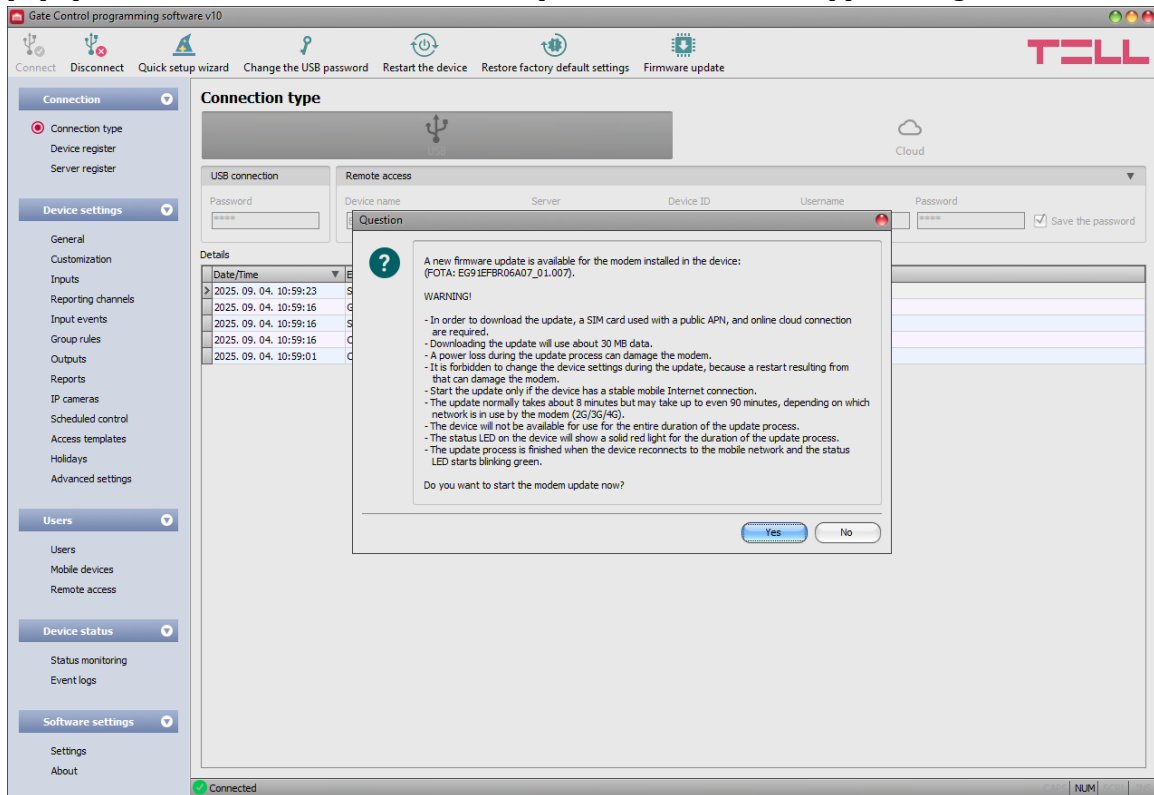 Gate Control programming software v10
Connect Disconnect Quick setup wizard Change the USB password Restart the device Restore factory default settings Firmware update
TELL
Connection
Connection type
Device register
Server register
Device settings
General
Customization
Inputs
Reporting channels
Input events
Group rules
Outputs
Reports
IP cameras
Scheduled control
Access templates
Holidays
Advanced settings
Users
Users
Mobile devices
Remote access
Device status
Status monitoring
Event logs
Software settings
Settings
About
Connection type
USB
Cloud
USB connection
Remote access
Password
****
Device name Server Device ID Username Password
**** Save the password
Details
Date/Time
2025. 09. 04. 10:59:23
2025. 09. 04. 10:59:16
2025. 09. 04. 10:59:16
2025. 09. 04. 10:59:16
2025. 09. 04. 10:59:01
Question
A new firmware update is available for the modem installed in the device:
(FOTA: EG91EFBR06A07_01.007).
WARNING!
- In order to download the update, a SIM card used with a public APN, and online cloud connection
are required.
- Downloading the update will use about 30 MB data.
- A power loss during the update process can damage the modem.
- It is forbidden to change the device settings during the update, because a restart resulting from
that can damage the modem.
- Start the update only if the device has a stable mobile Internet connection.
- The update normally takes about 8 minutes but may take up to even 90 minutes, depending on which
network is in use by the modem (2G/3G/4G).
- The device will not be available for use for the entire duration of the update process.
- The status LED on the device will show a solid red light for the duration of the update process.
- The update process is finished when the device reconnects to the mobile network and the status
LED starts blinking green.
Do you want to start the modem update now?
Yes No
Connected
CAPS NUM SCRL INS